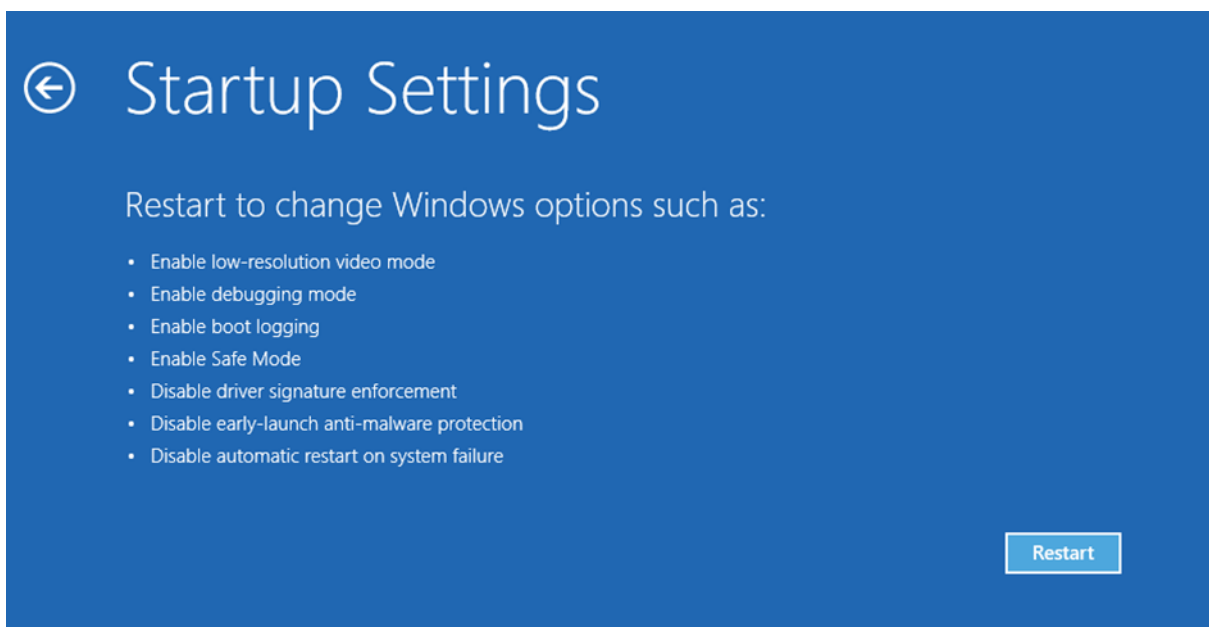 Startup Settings
Restart to change Windows options such as:
• Enable low-resolution video mode
• Enable debugging mode
• Enable boot logging
• Enable Safe Mode
• Disable driver signature enforcement
• Disable early-launch anti-malware protection
• Disable automatic restart on system failure
Restart